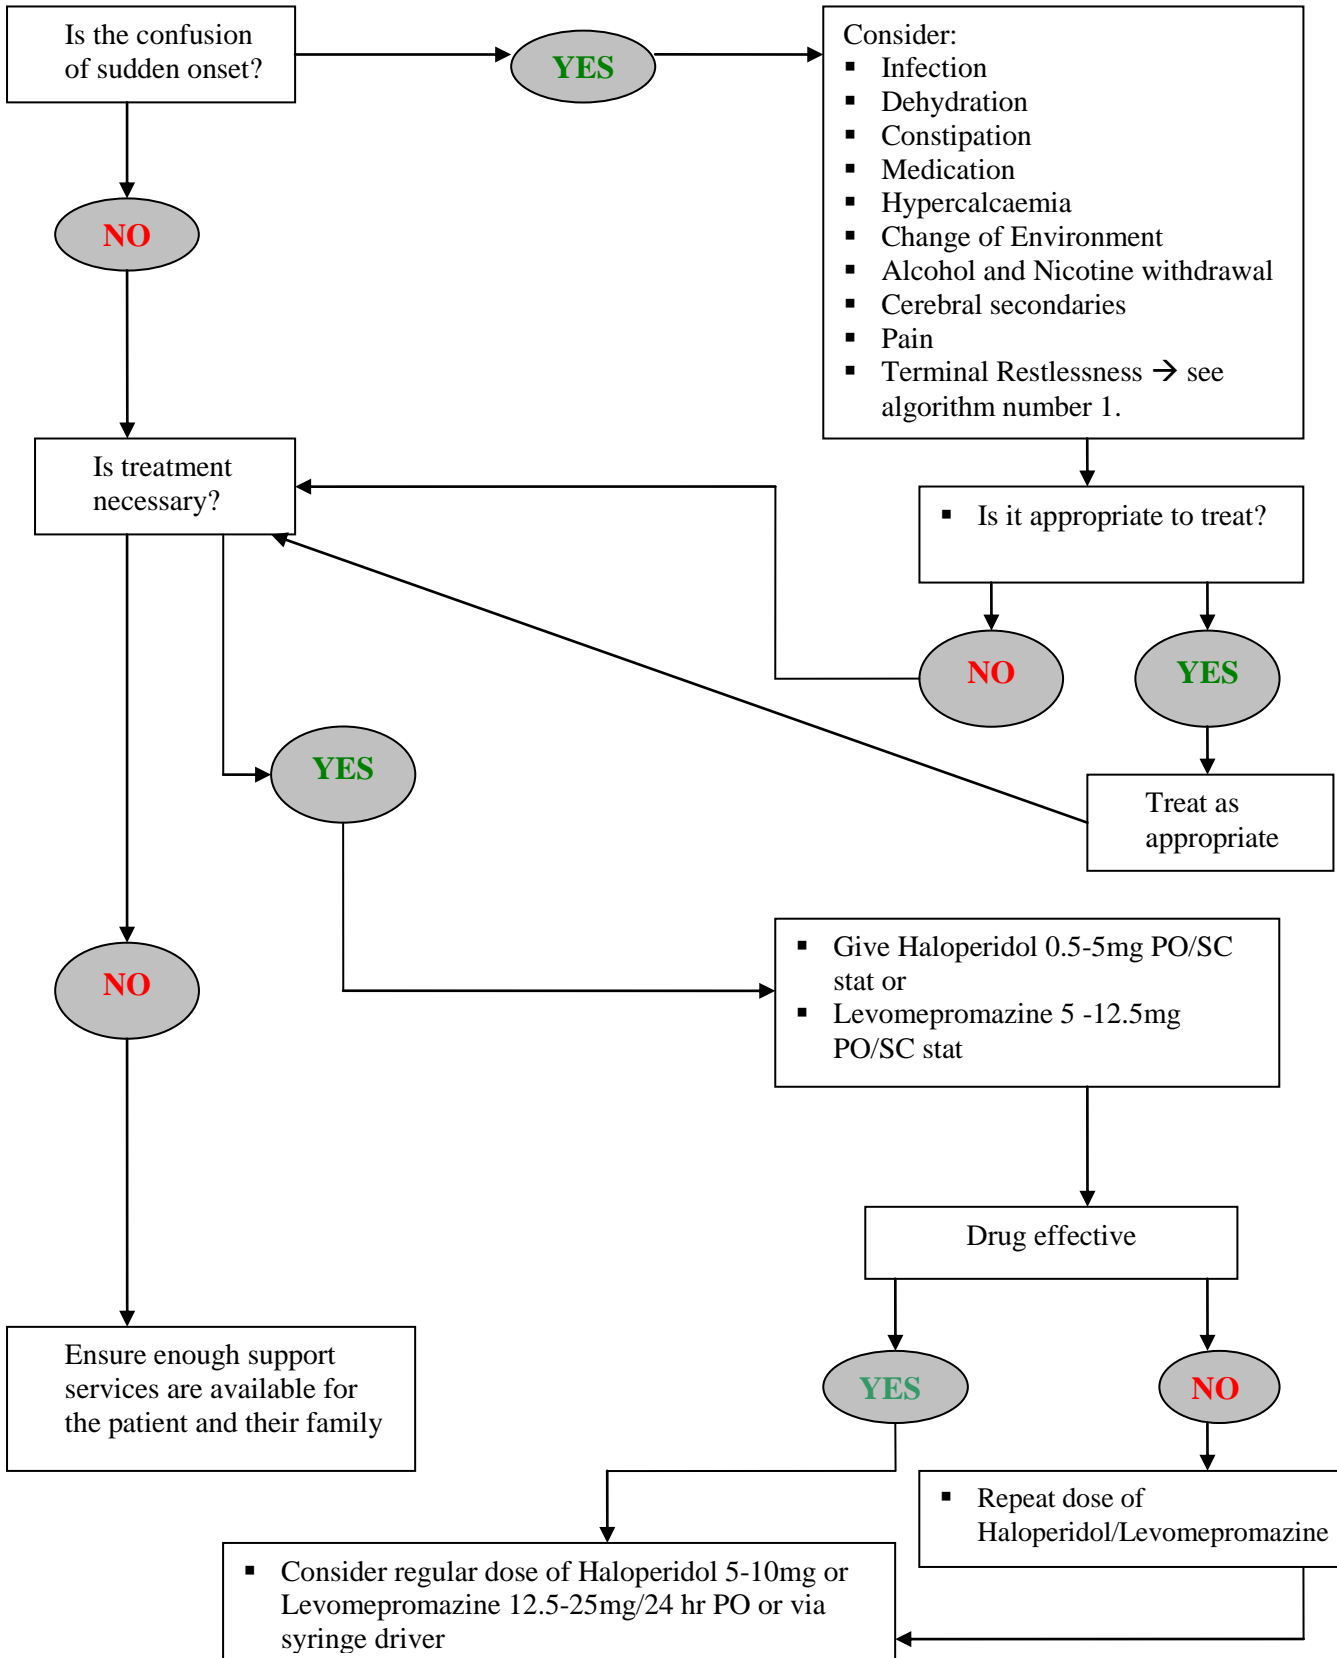 Is the confusion
of sudden onset?
YES
Consider:
▪ Infection
▪ Dehydration
▪ Constipation
▪ Medication
▪ Hypercalcaemia
▪ Change of Environment
▪ Alcohol and Nicotine withdrawal
▪ Cerebral secondaries
▪ Pain
▪ Terminal Restlessness → see
algorithm number 1.
NO
Is treatment
necessary?
▪ Is it appropriate to treat?
NO
YES
YES
Treat as
appropriate
▪ Give Haloperidol 0.5-5mg PO/SC
stat or
▪ Levomepromazine 5 -12.5mg
PO/SC stat
NO
Drug effective
Ensure enough support
services are available for
the patient and their family
YES
NO
▪ Repeat dose of
Haloperidol/Levomepromazine
▪ Consider regular dose of Haloperidol 5-10mg or
Levomepromazine 12.5-25mg/24 hr PO or via
syringe driver